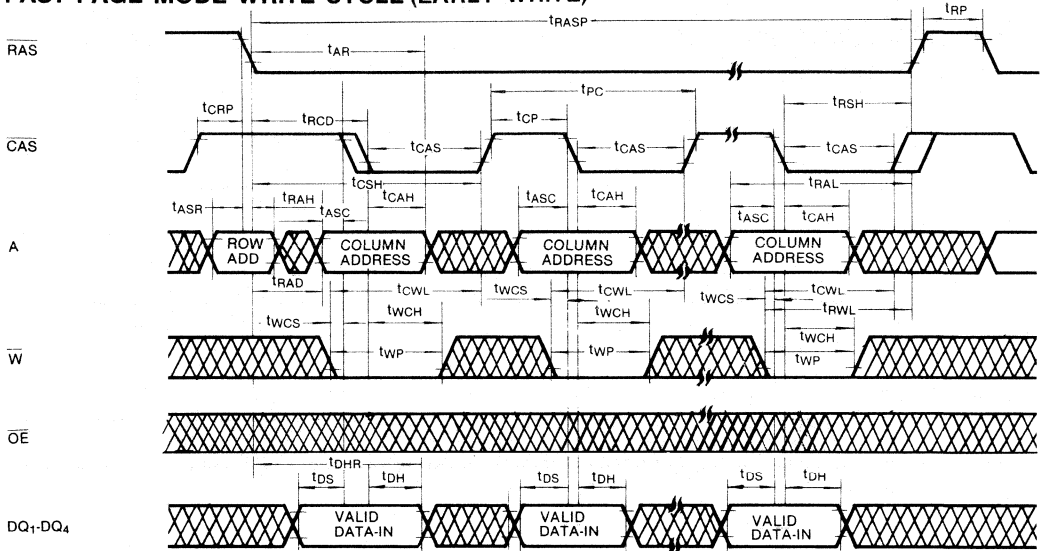 FAST PAGE MODE WRITE CYCLE (EARLY WRITE)
tRASP
tRP
RAS
tAR
tPC
tCRP
tRCD
tCP
tRSH
CAS
tCAS
tCAS
tCAS
tCSH
tRAL
tASR
tRAH
tASC
tCAH
tASC
tCAH
tASC
tCAH
A
ROW ADD
COLUMN ADDRESS
COLUMN ADDRESS
COLUMN ADDRESS
tRAD
tCWL
tWCS
tCWL
tWCS
tCWL
tRWL
tWCS
tWCH
tWCH
tWCH
W
tWP
tWP
tWP
OE
tDHR
tDS
tDH
tDS
tDH
tDS
tDH
DQ1-DQ4
VALID DATA-IN
VALID DATA-IN
VALID DATA-IN